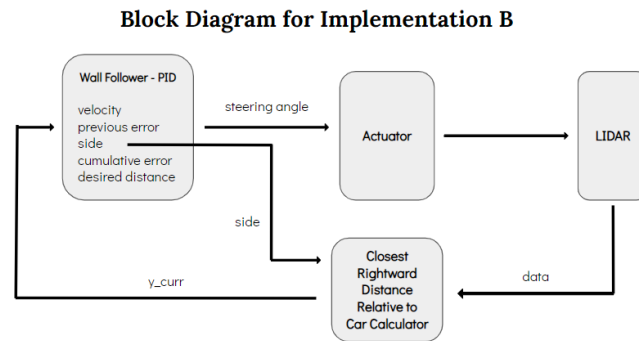 Block Diagram for Implementation B
Wall Follower - PID
velocity
previous error
side
cumulative error
desired distance
steering angle
Actuator
LIDAR
side
Closest
Rightward
Distance
Relative to
Car Calculator
data
y_curr